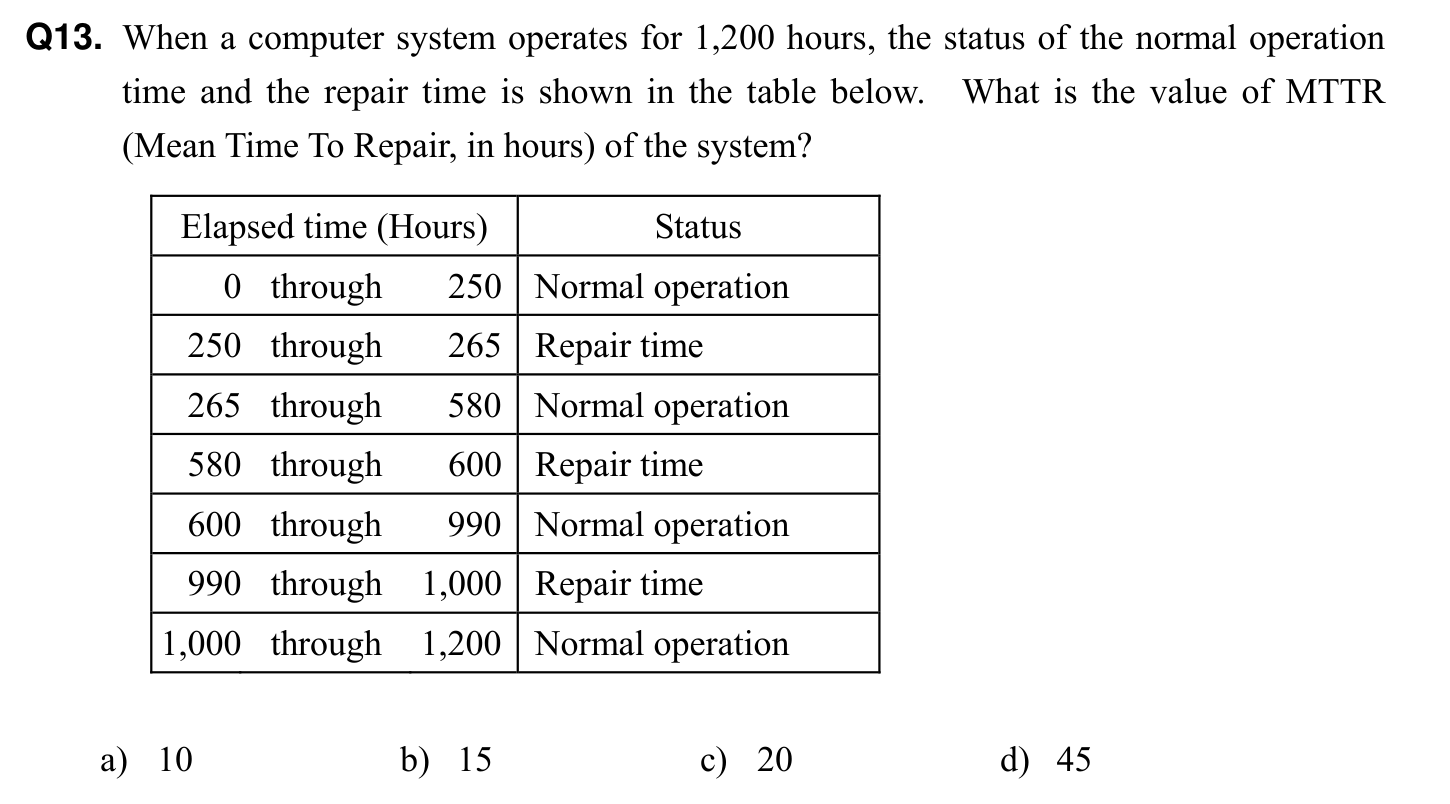 Q13. When a computer system operates for 1,200 hours, the status of the normal operation
time and the repair time is shown in the table below. What is the value of MTTR
(Mean Time To Repair, in hours) of the system?
Elapsed time (Hours) Status
0 through 250 Normal operation
250 through 265 Repair time
265 through 580 Normal operation
580 through 600 Repair time
600 through 990 Normal operation
990 through 1,000 Repair time
1,000 through 1,200 Normal operation
a) 10 b) 15 c) 20 d) 45